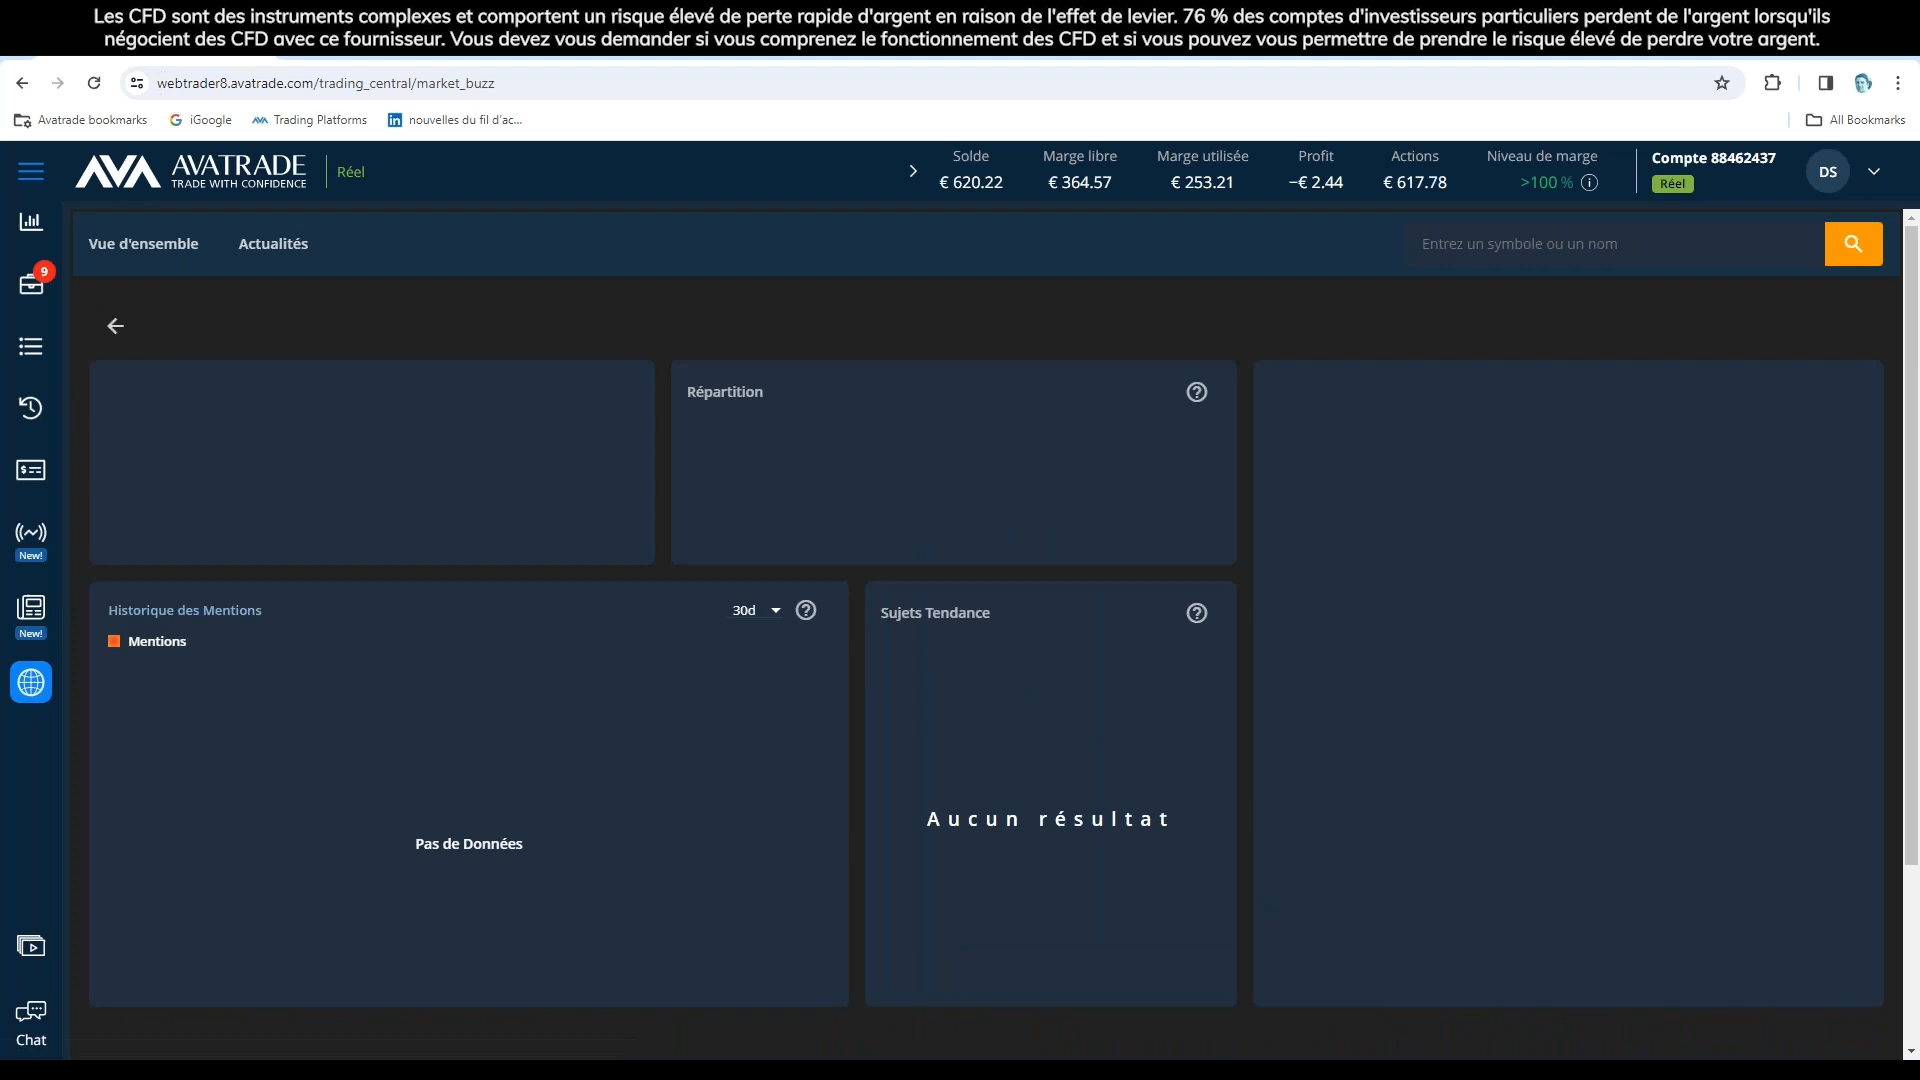 Les CFD sont des instruments complexes et comportent un risque élevé de perte rapide d'argent en raison de l'effet de levier. 76 % des comptes d'investisseurs particuliers perdent de l'argent lorsqu'ils
négocient des CFD avec ce fournisseur. Vous devez vous demander si vous comprenez le fonctionnement des CFD et si vous pouvez vous permettre de prendre le risque élevé de perdre votre argent.
webtrader8.avatrade.com/trading_central/market_buzz
Avatrade bookmarks iGoogle Trading Platforms nouvelles du fil d'ac... All Bookmarks
AVA AVATRADE
TRADE WITH CONFIDENCE
Réel
Solde Marge libre Marge utilisée Profit Actions Niveau de marge
€ 620.22 € 364.57 € 253.21 −€ 2.44 € 617.78 >100 %
Compte 88462437
Réel
DS
Vue d'ensemble Actualités Entrez un symbole ou un nom
9
Répartition
New!
Historique des Mentions 30d
Sujets Tendance
New!
Mentions
Aucun résultat
Pas de Données
Chat